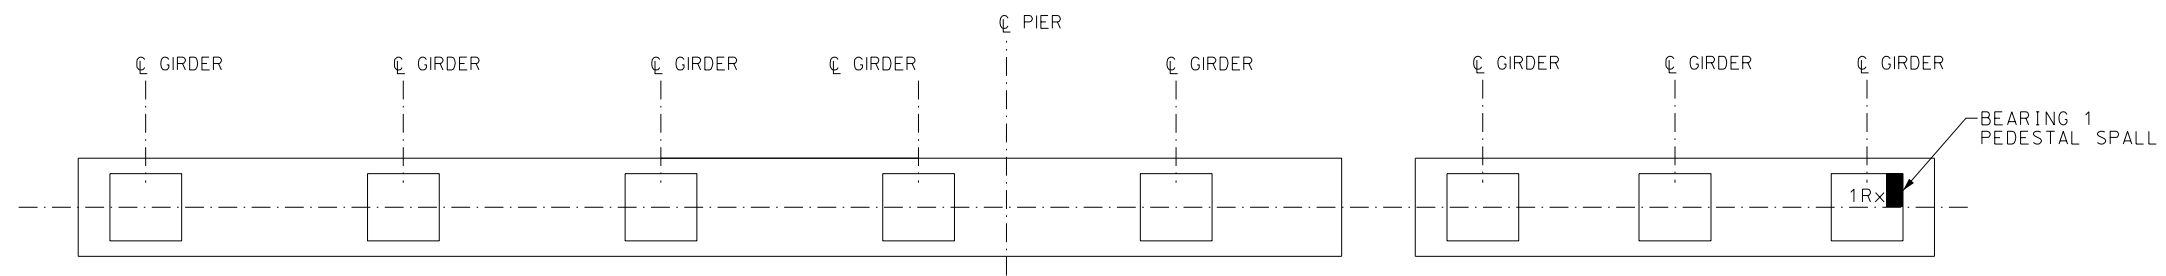 ℄ PIER
℄ GIRDER
℄ GIRDER
℄ GIRDER
℄ GIRDER
℄ GIRDER
℄ GIRDER
℄ GIRDER
℄ GIRDER
BEARING 1
PEDESTAL SPALL
1Rx